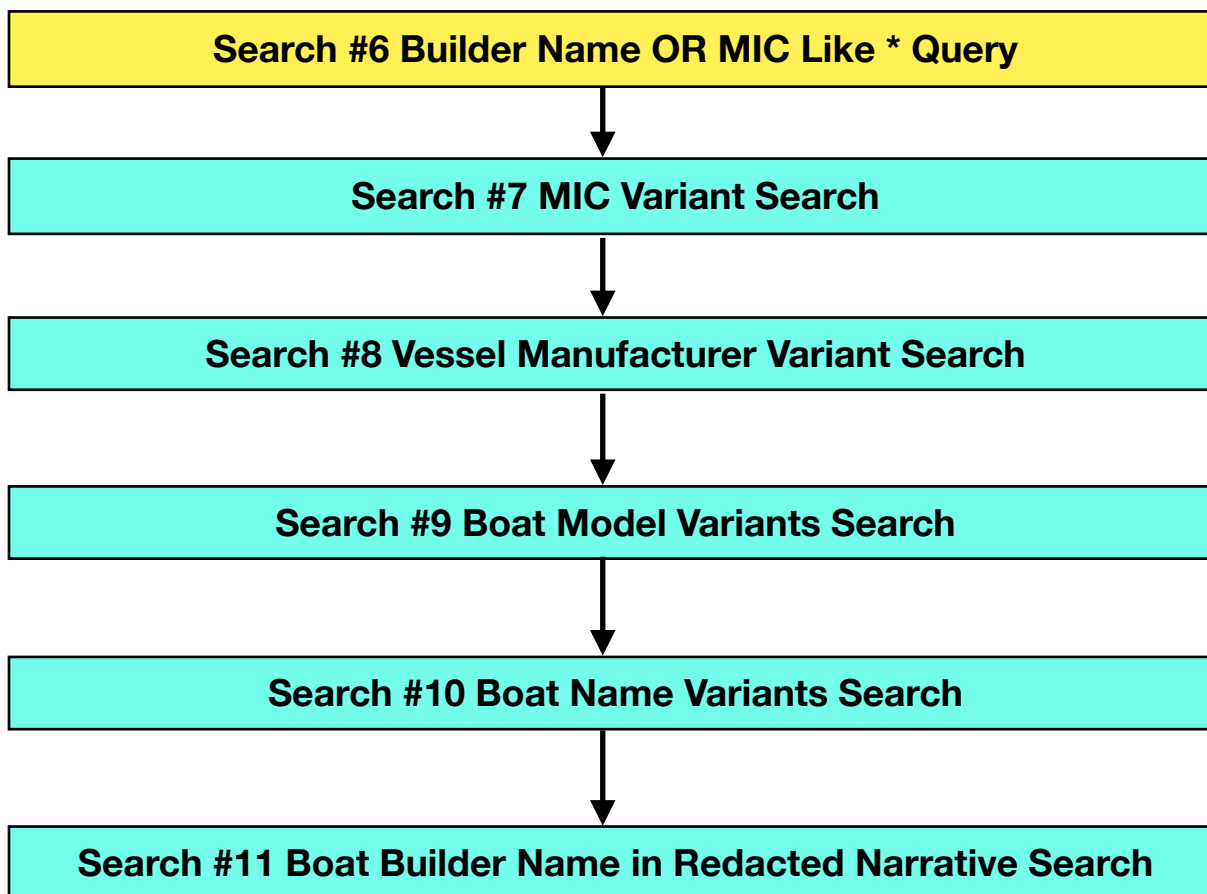 Search #6 Builder Name OR MIC Like * Query
Search #7 MIC Variant Search
Search #8 Vessel Manufacturer Variant Search
Search #9 Boat Model Variants Search
Search #10 Boat Name Variants Search
Search #11 Boat Builder Name in Redacted Narrative Search